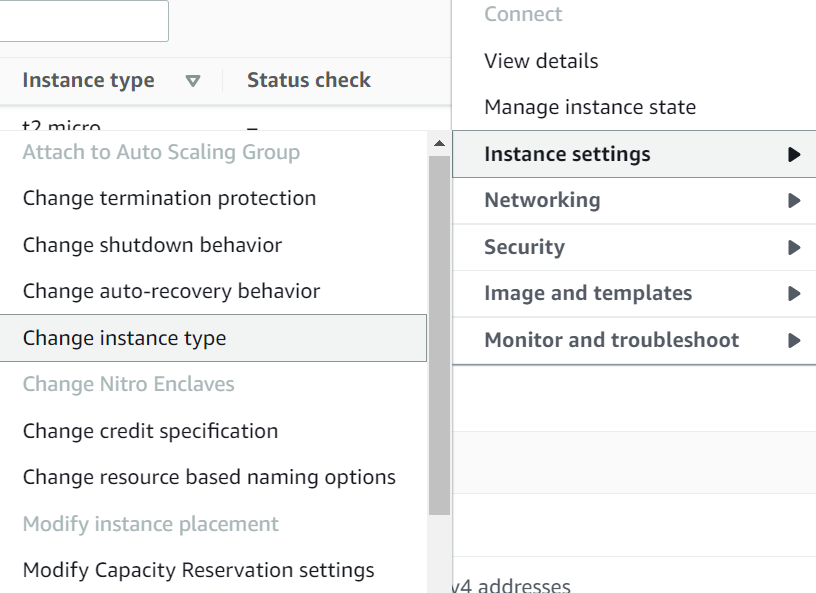 Connect
View details
Manage instance state
Instance settings
Networking
Security
Image and templates
Monitor and troubleshoot
Instance type
Status check
t2.micro
–
Attach to Auto Scaling Group
Change termination protection
Change shutdown behavior
Change auto-recovery behavior
Change instance type
Change Nitro Enclaves
Change credit specification
Change resource based naming options
Modify instance placement
Modify Capacity Reservation settings
v4 addresses